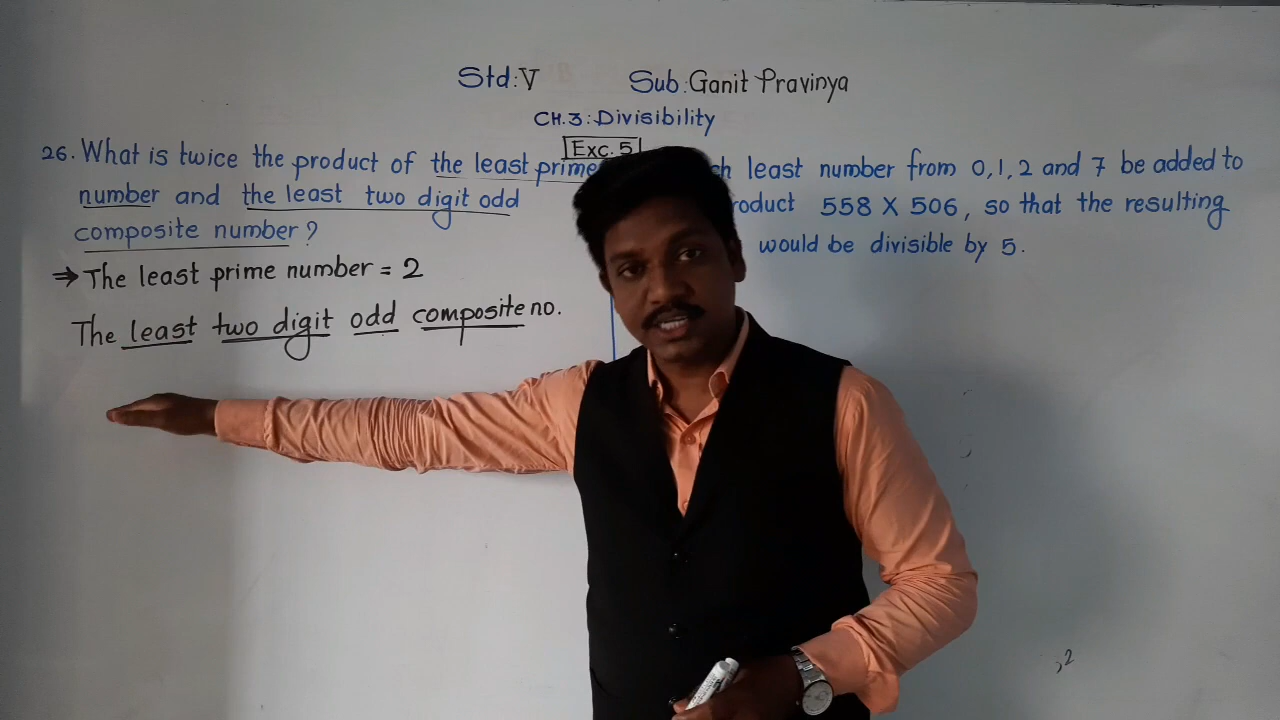 Std:V Sub:Ganit Pravinya
CH.3:Divisibility
Exc. 5
26. What is twice the product of the least prime
number and the least two digit odd
composite number?
⇒ The least prime number = 2
The least two digit odd composite no.
least number from 0,1,2 and 7 be added to
558 X 506, so that the resulting
would be divisible by 5.
,2